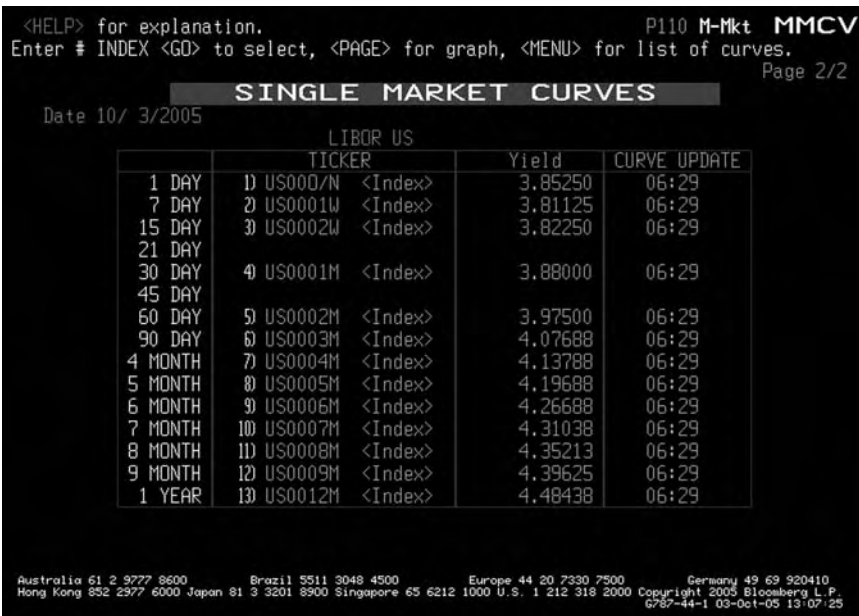 <HELP> for explanation. P110 M-Mkt MMCV
Enter # INDEX <GO> to select, <PAGE> for graph, <MENU> for list of curves.
Page 2/2
SINGLE MARKET CURVES
Date 10/ 3/2005
LIBOR US
TICKER Yield CURVE UPDATE
1 DAY 1) US00O/N <Index> 3.85250 06:29
7 DAY 2) US0001W <Index> 3.81125 06:29
15 DAY 3) US0002W <Index> 3.82250 06:29
21 DAY
30 DAY 4) US0001M <Index> 3.88000 06:29
45 DAY
60 DAY 5) US0002M <Index> 3.97500 06:29
90 DAY 6) US0003M <Index> 4.07688 06:29
4 MONTH 7) US0004M <Index> 4.13788 06:29
5 MONTH 8) US0005M <Index> 4.19688 06:29
6 MONTH 9) US0006M <Index> 4.26688 06:29
7 MONTH 10) US0007M <Index> 4.31038 06:29
8 MONTH 11) US0008M <Index> 4.35213 06:29
9 MONTH 12) US0009M <Index> 4.39625 06:29
1 YEAR 13) US0012M <Index> 4.48438 06:29
Australia 61 2 9777 8600 Brazil 5511 3048 4500 Europe 44 20 7330 7500 Germany 49 69 920410
Hong Kong 852 2977 6000 Japan 81 3 3201 8900 Singapore 65 6212 1000 U.S. 1 212 318 2000 Copyright 2005 Bloomberg L.P.
G787-44-1 03-Oct-05 13:07:25